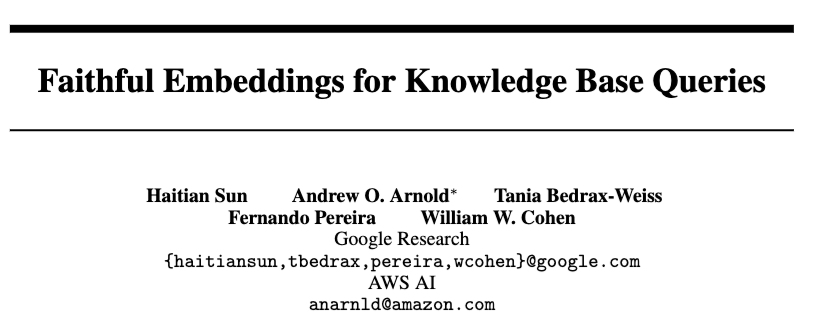 Faithful Embeddings for Knowledge Base Queries
Haitian Sun Andrew O. Arnold* Tania Bedrax-Weiss
Fernando Pereira William W. Cohen
Google Research
{haitiansun,tbedrax,pereira,wcohen}@google.com
AWS AI
anarnld@amazon.com